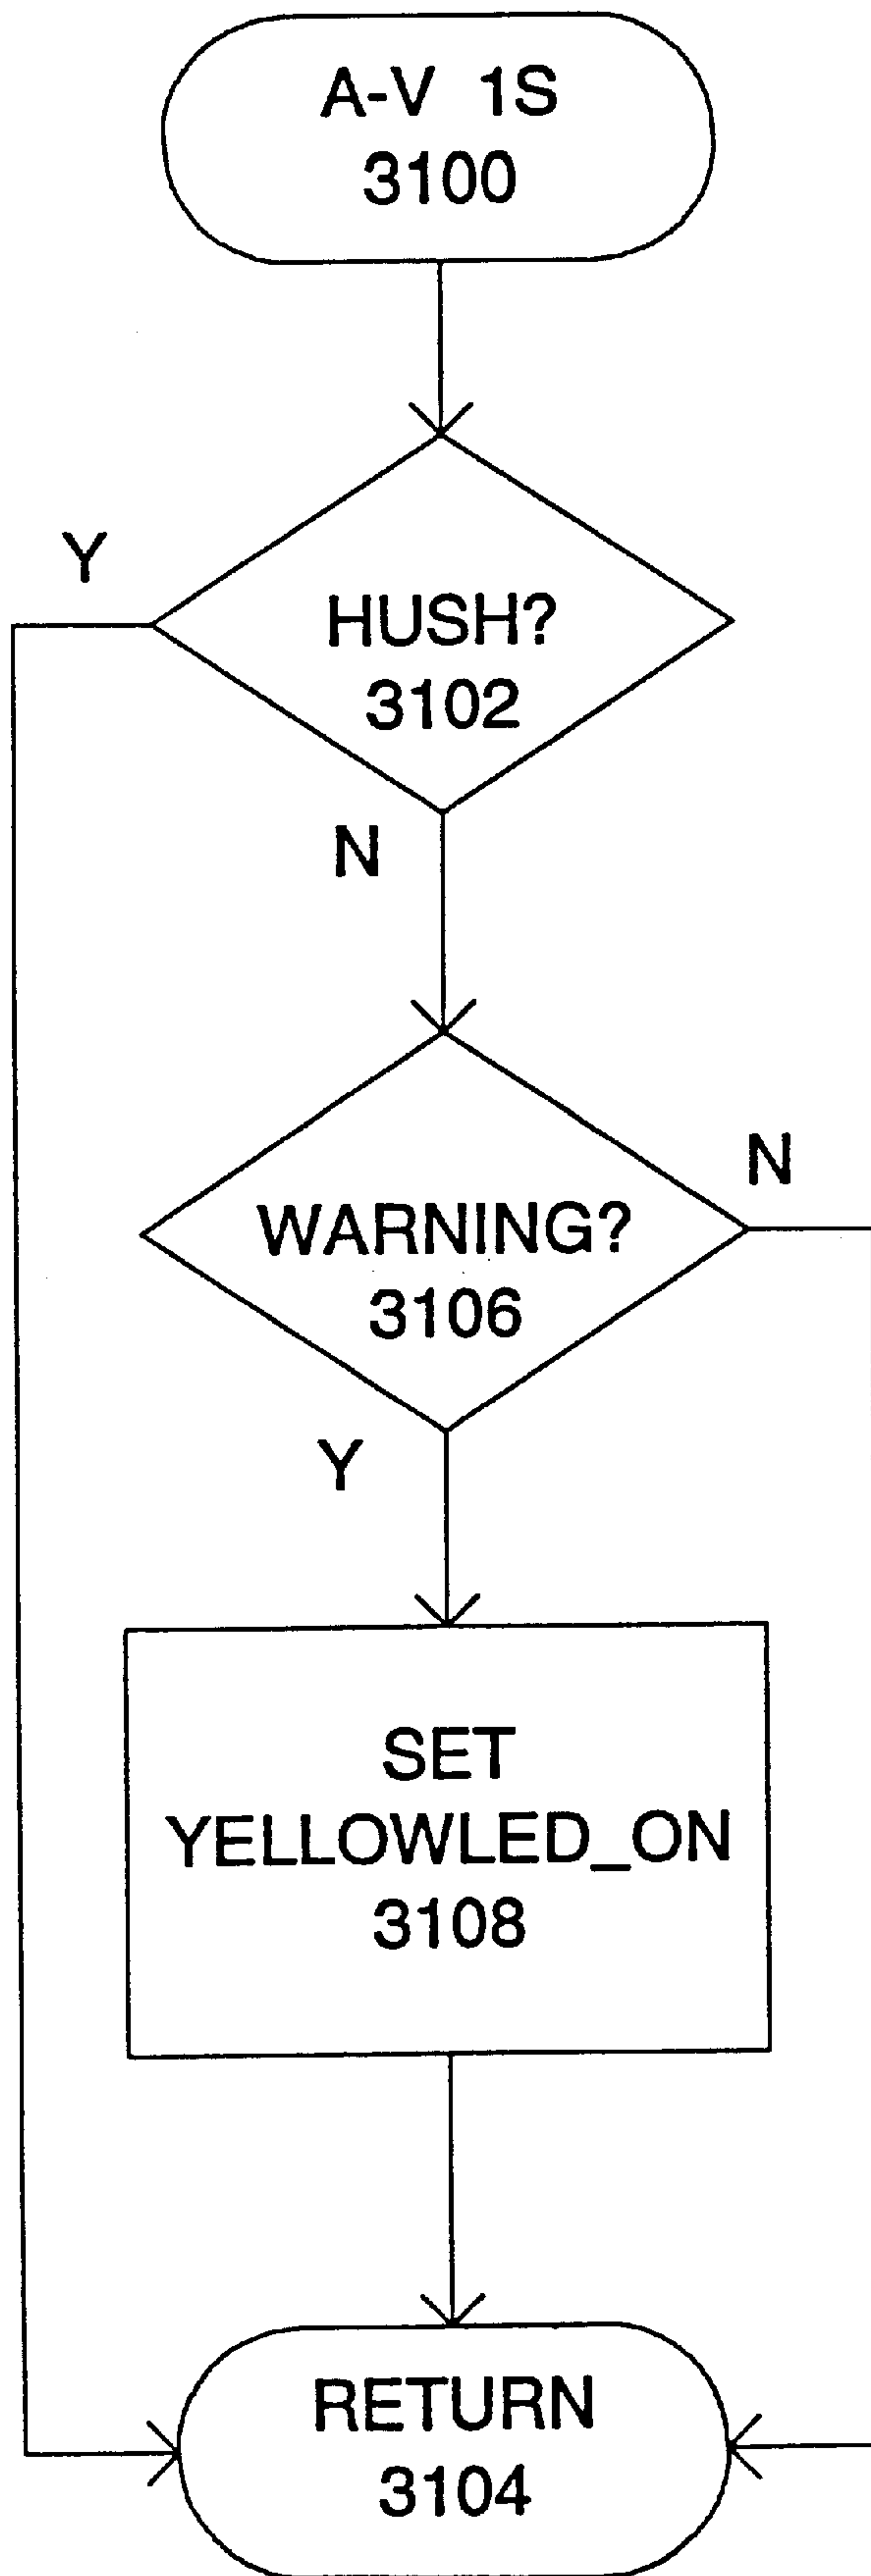 A-V 1S
3100
Y
HUSH?
3102
N
N
WARNING?
3106
Y
SET
YELLOWLED_ON
3108
RETURN
3104